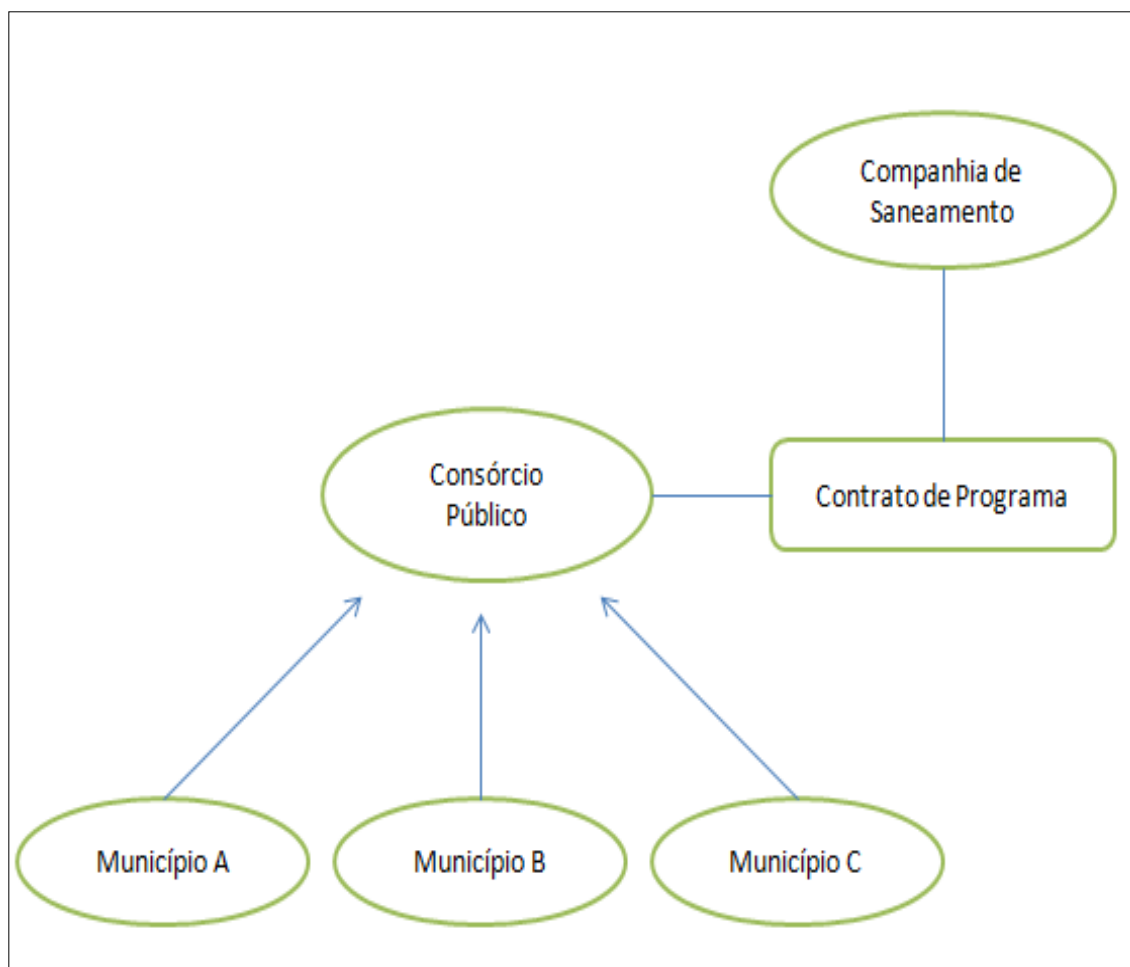 Companhia de
Saneamento
Consórcio
Público
Contrato de Programa
Município A
Município B
Município C